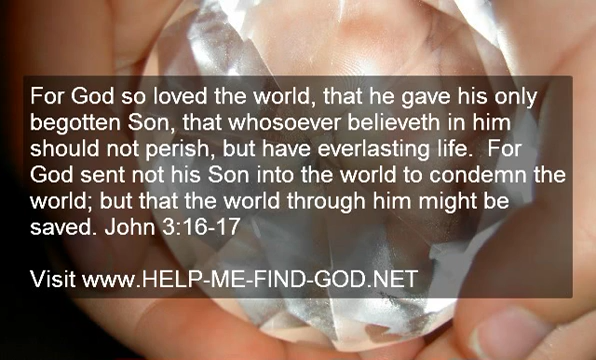 For God so loved the world, that he gave his only
begotten Son, that whosoever believeth in him
should not perish, but have everlasting life.  For
God sent not his Son into the world to condemn the
world; but that the world through him might be
saved. John 3:16-17
Visit www.HELP-ME-FIND-GOD.NET